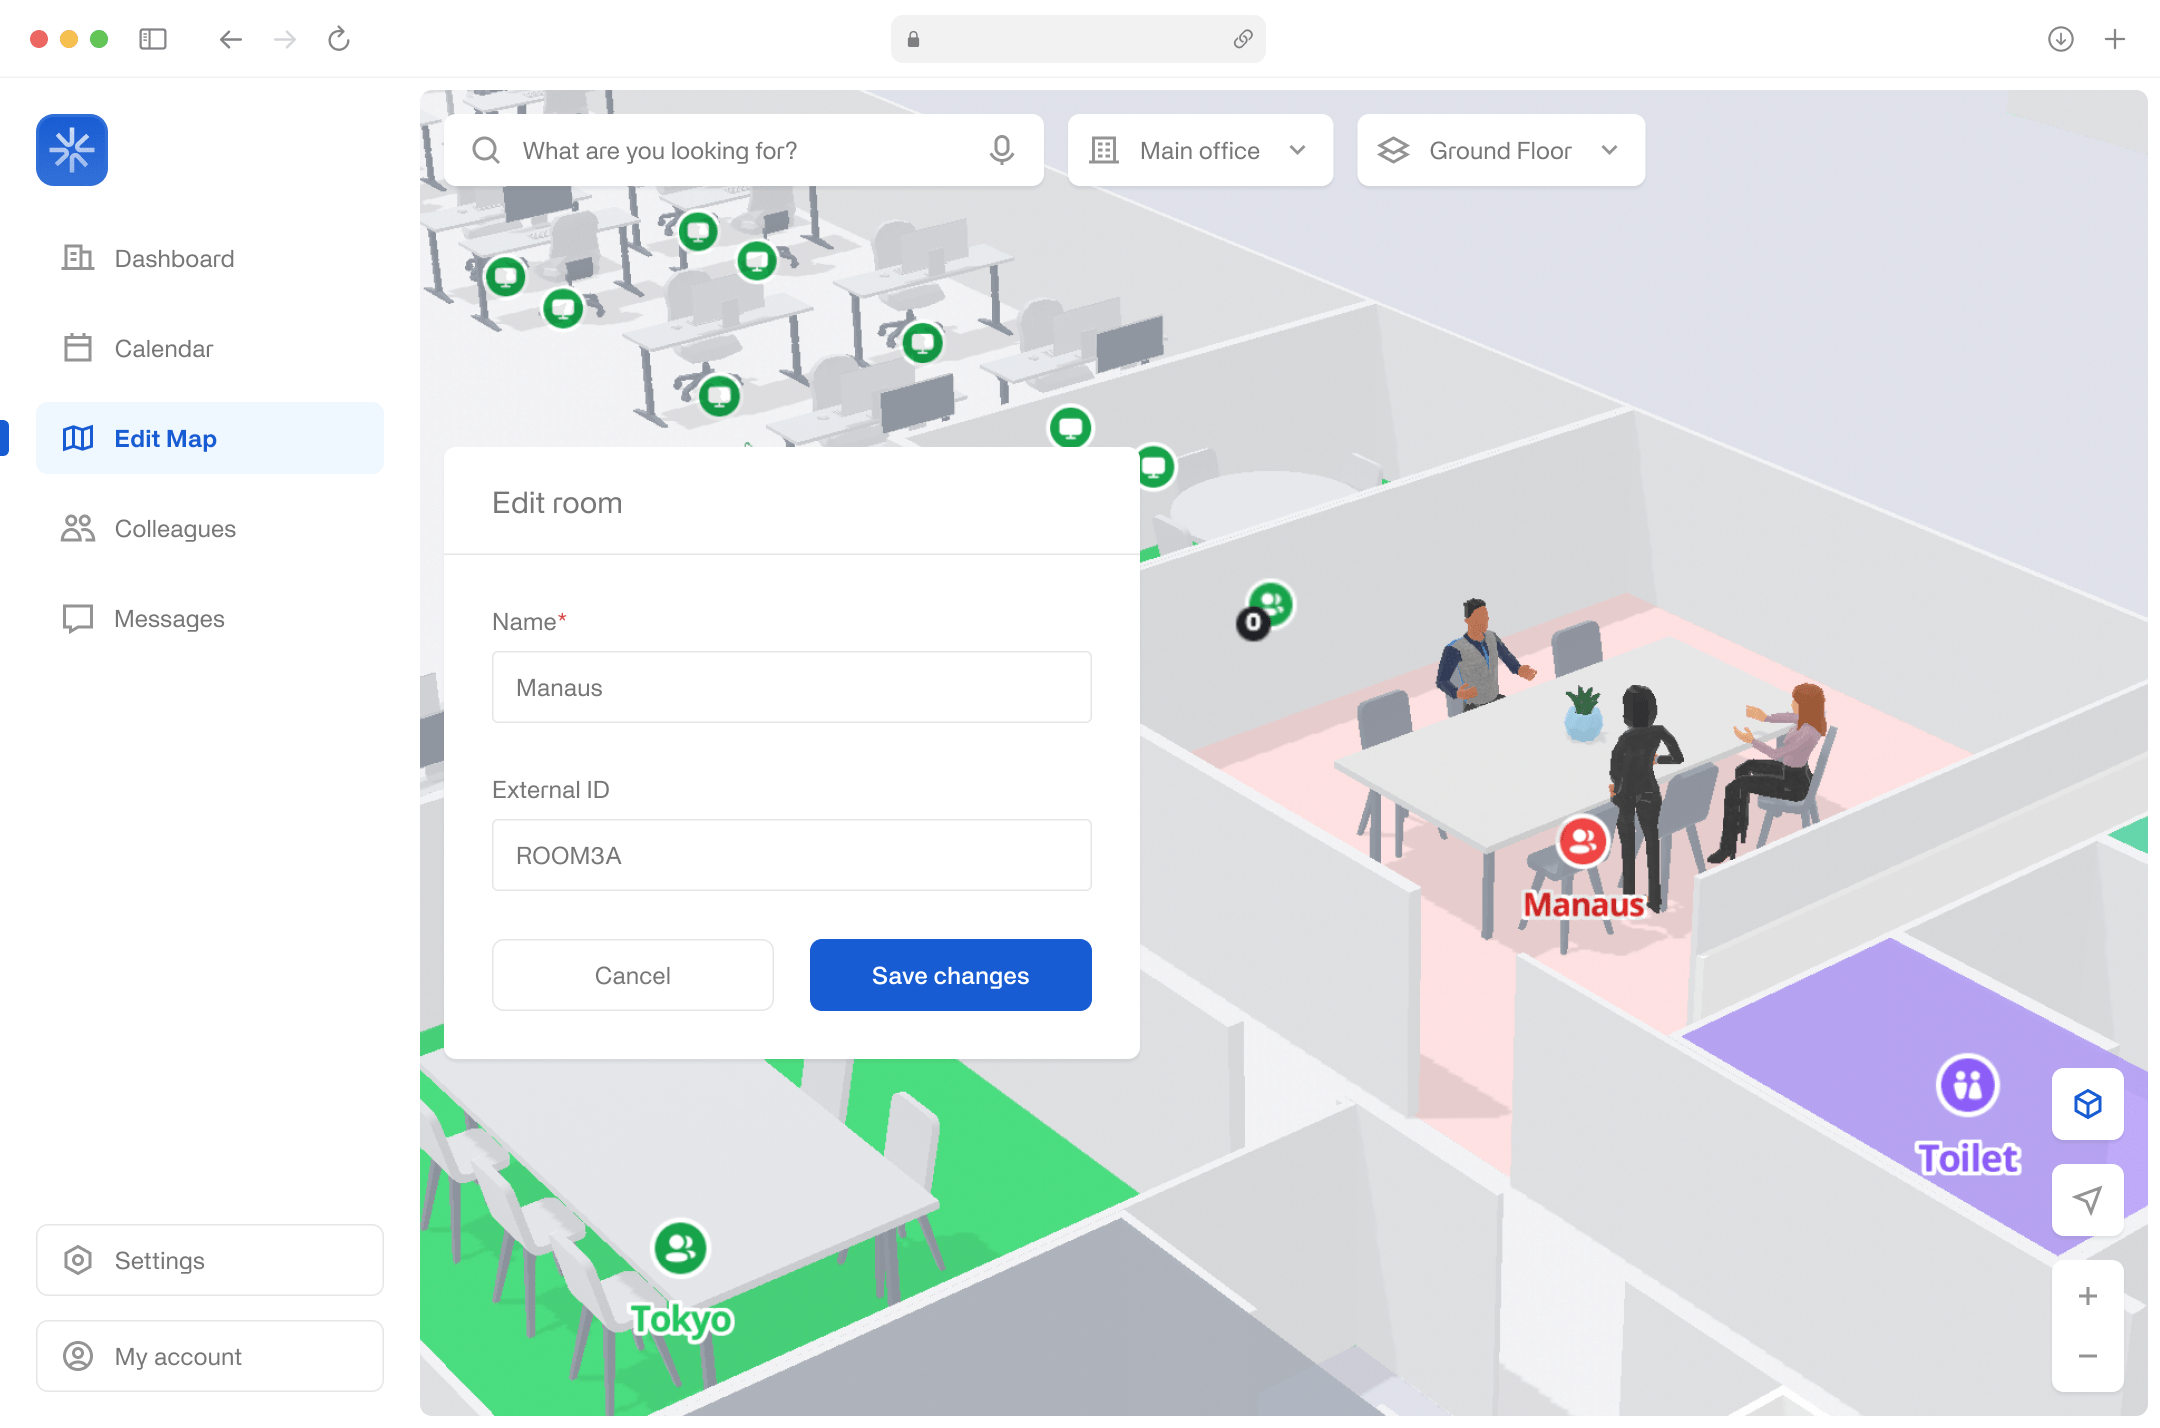 What are you looking for?
Main office
Ground Floor
Dashboard
Calendar
Edit Map
Colleagues
Messages
Edit room
Name*
Manaus
External ID
ROOM3A
Cancel
Save changes
0
Manaus
Toilet
Tokyo
Settings
My account